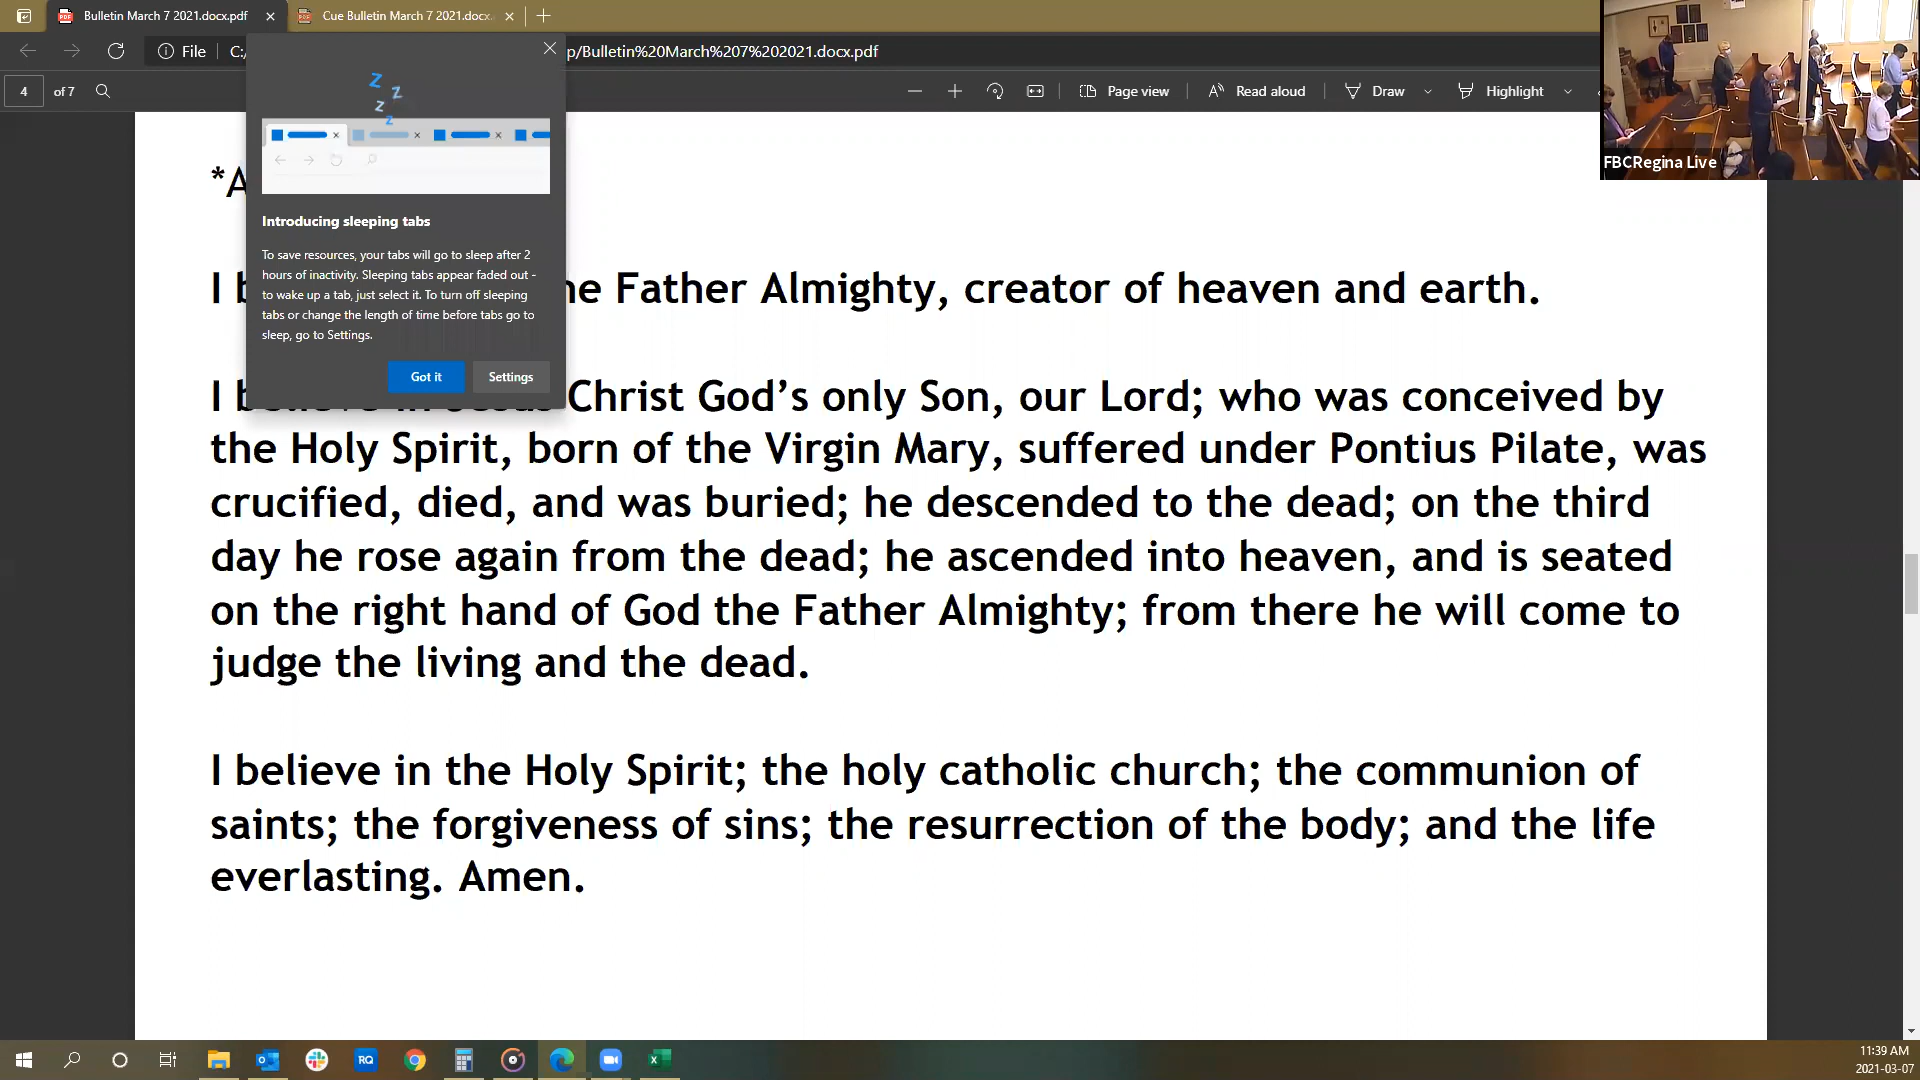 Bulletin March 7 2021.docx.pdf
Cue Bulletin March 7 2021.docx.
File
C:/
p/Bulletin%20March%207%202021.docx.pdf
4
of 7
Page view
Read aloud
Draw
Highlight
FBCRegina Live
z
z
z
z
Introducing sleeping tabs
To save resources, your tabs will go to sleep after 2
hours of inactivity. Sleeping tabs appear faded out -
to wake up a tab, just select it. To turn off sleeping
tabs or change the length of time before tabs go to
sleep, go to Settings.
Got it
Settings
*A
I b
he Father Almighty, creator of heaven and earth.
I believe in Jesus Christ God’s only Son, our Lord; who was conceived by
the Holy Spirit, born of the Virgin Mary, suffered under Pontius Pilate, was
crucified, died, and was buried; he descended to the dead; on the third
day he rose again from the dead; he ascended into heaven, and is seated
on the right hand of God the Father Almighty; from there he will come to
judge the living and the dead.
I believe in the Holy Spirit; the holy catholic church; the communion of
saints; the forgiveness of sins; the resurrection of the body; and the life
everlasting. Amen.
RQ
11:39 AM
2021-03-07